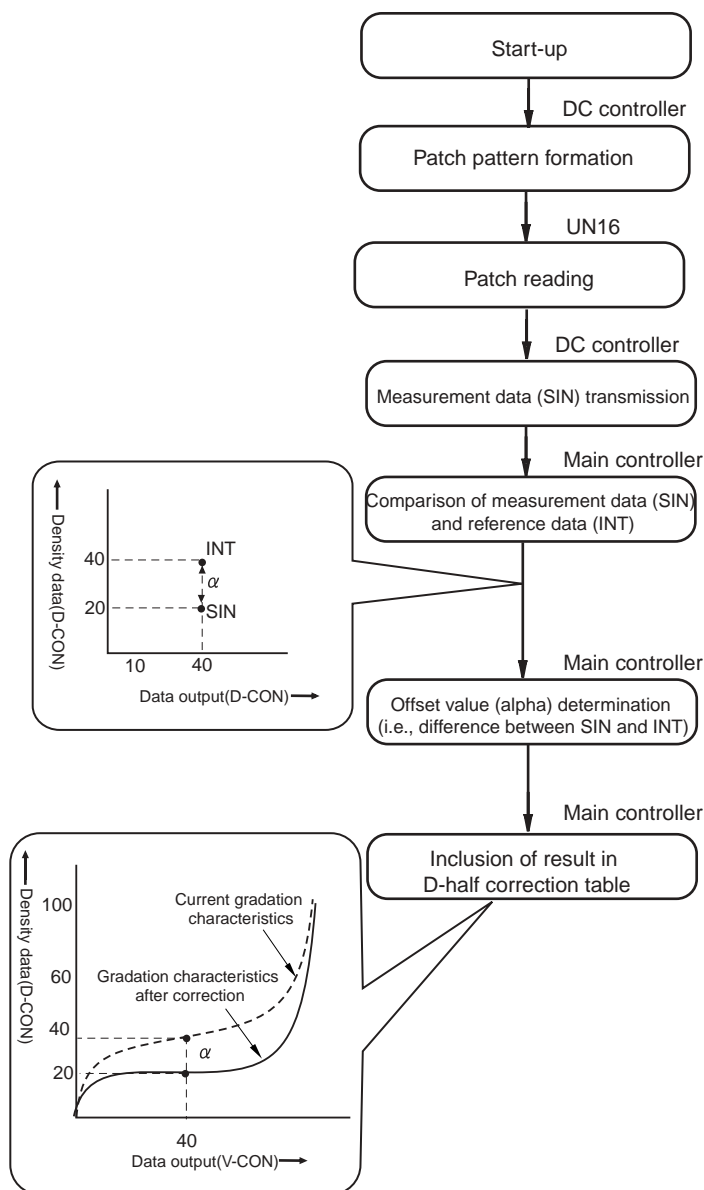 Start-up
DC controller
Patch pattern formation
UN16
Patch reading
DC controller
Measurement data (SIN) transmission
Main controller
Comparison of measurement data (SIN)
and reference data (INT)
Density data(D-CON)
40
20
INT
α
SIN
10
40
Data output(D-CON)
Main controller
Offset value (alpha) determination
(i.e., difference between SIN and INT)
Main controller
Inclusion of result in
D-half correction table
Density data(D-CON)
100
60
40
20
Current gradation
characteristics
Gradation characteristics
after correction
α
40
Data output(V-CON)